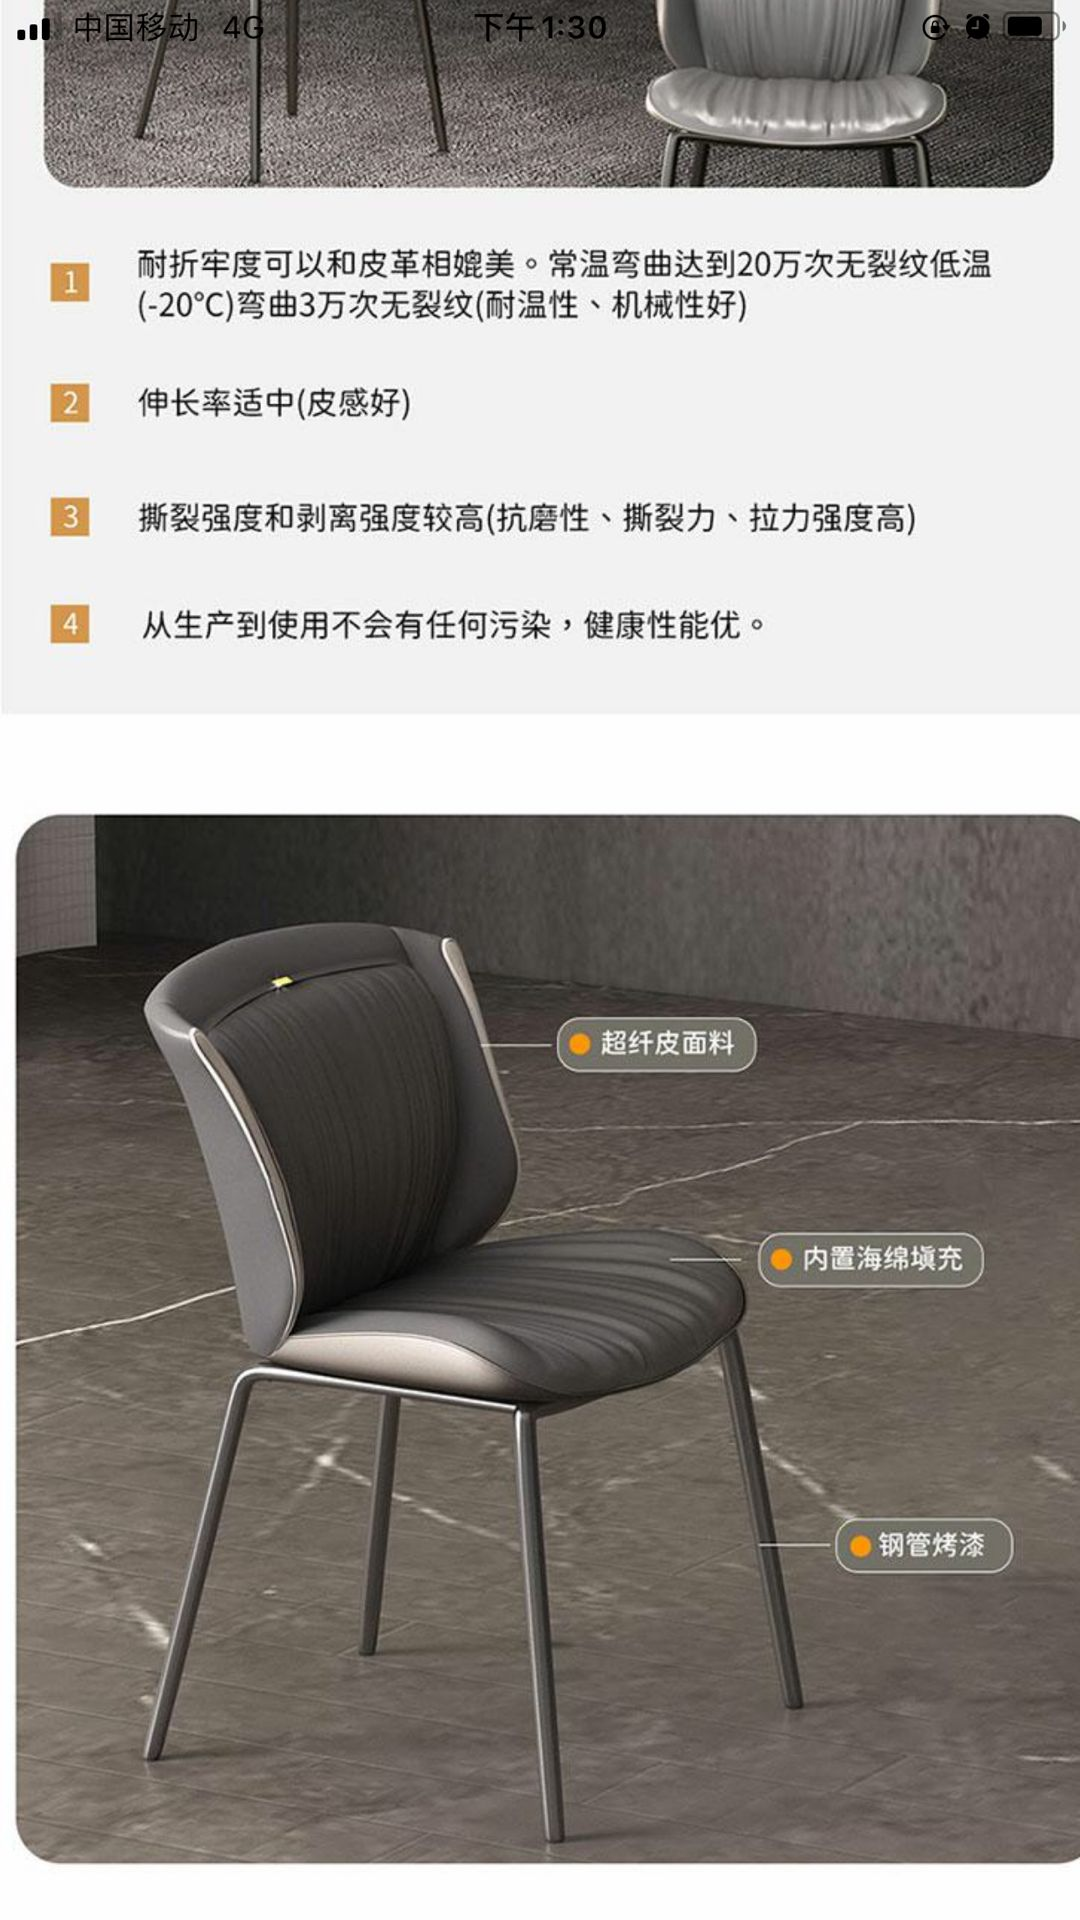 中国移动 4G 下午1:30
1 耐折牢度可以和皮革相媲美。常温弯曲达到20万次无裂纹低温
(-20℃)弯曲3万次无裂纹(耐温性、机械性好)
2 伸长率适中(皮感好)
3 撕裂强度和剥离强度较高(抗磨性、撕裂力、拉力强度高)
4 从生产到使用不会有任何污染，健康性能优。
超纤皮面料
内置海绵填充
钢管烤漆